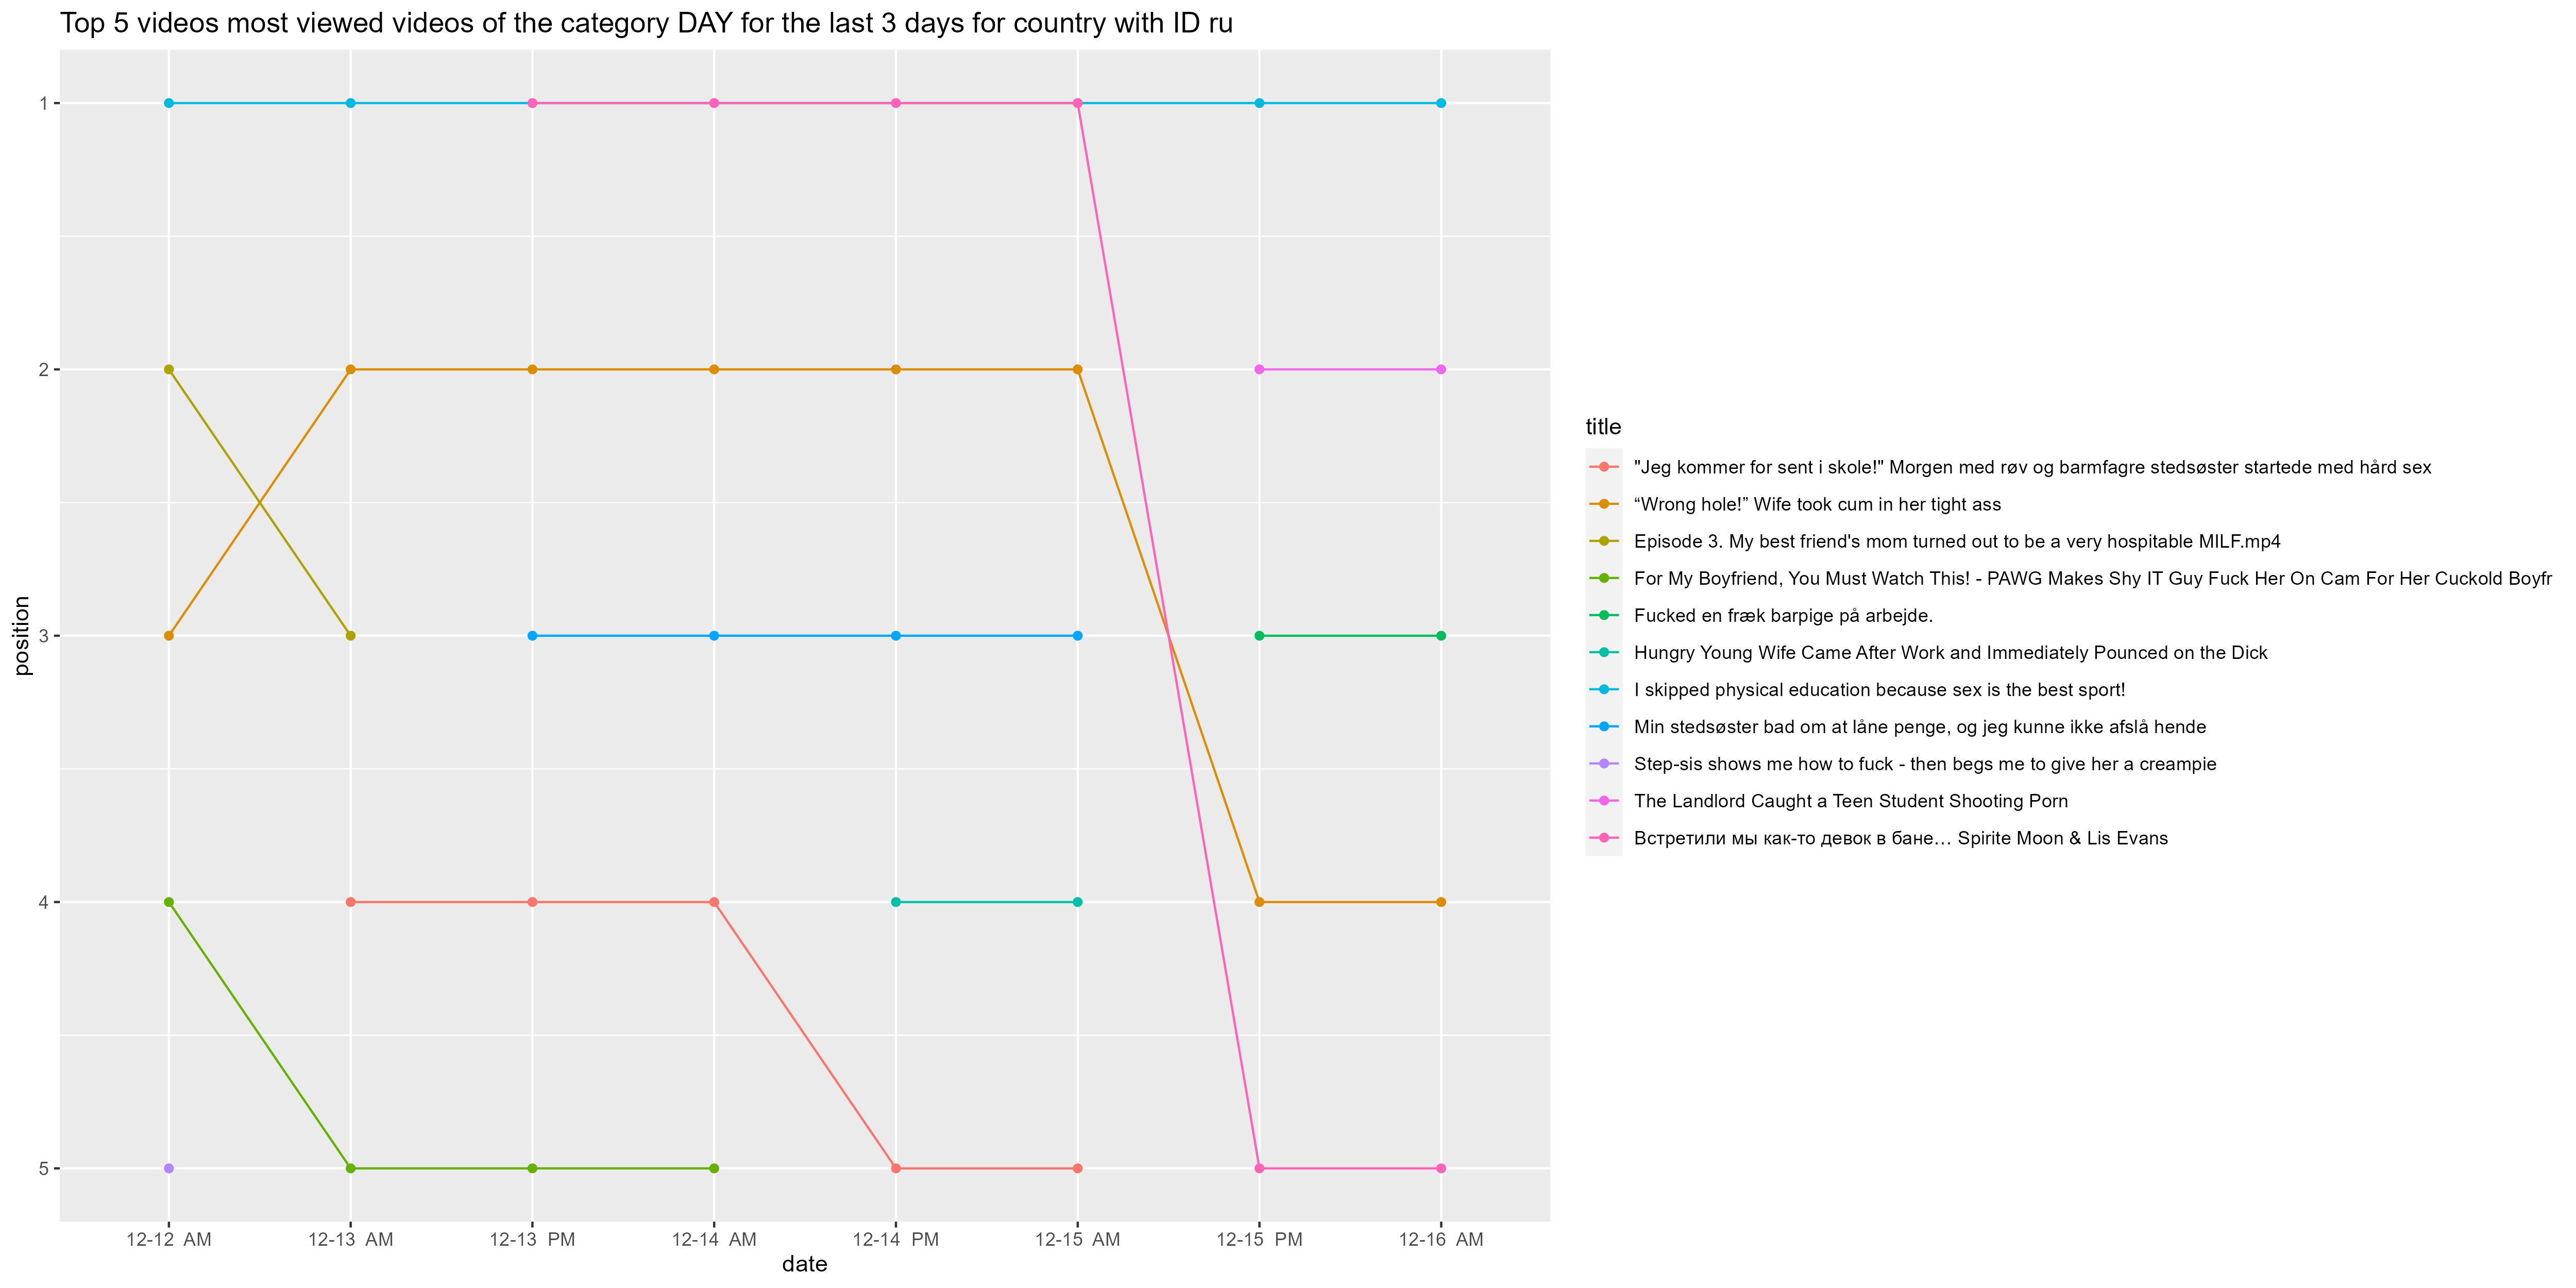 Top 5 videos most viewed videos of the category DAY for the last 3 days for country with ID ru
position
1
2
3
4
5
12-12 AM
12-13 AM
12-13 PM
12-14 AM
12-14 PM
12-15 AM
12-15 PM
12-16 AM
date
title
"Jeg kommer for sent i skole!" Morgen med røv og barmfagre stedsøster startede med hård sex
“Wrong hole!” Wife took cum in her tight ass
Episode 3. My best friend's mom turned out to be a very hospitable MILF.mp4
For My Boyfriend, You Must Watch This! - PAWG Makes Shy IT Guy Fuck Her On Cam For Her Cuckold Boyfr
Fucked en fræk barpige på arbejde.
Hungry Young Wife Came After Work and Immediately Pounced on the Dick
I skipped physical education because sex is the best sport!
Min stedsøster bad om at låne penge, og jeg kunne ikke afslå hende
Step-sis shows me how to fuck - then begs me to give her a creampie
The Landlord Caught a Teen Student Shooting Porn
Встретили мы как-то девок в бане… Spirite Moon & Lis Evans